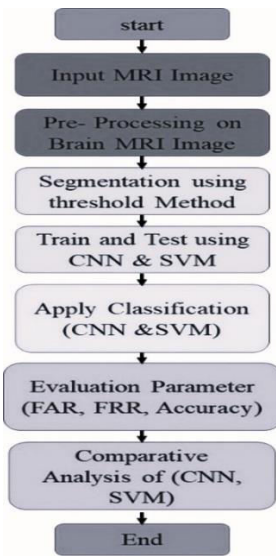 start
Input MRI Image
Pre- Processing on
Brain MRI Image
Segmentation using
threshold Method
Train and Test using
CNN & SVM
Apply Classification
(CNN &SVM)
Evaluation Parameter
(FAR, FRR, Accuracy)
Comparative
Analysis of (CNN,
SVM)
End